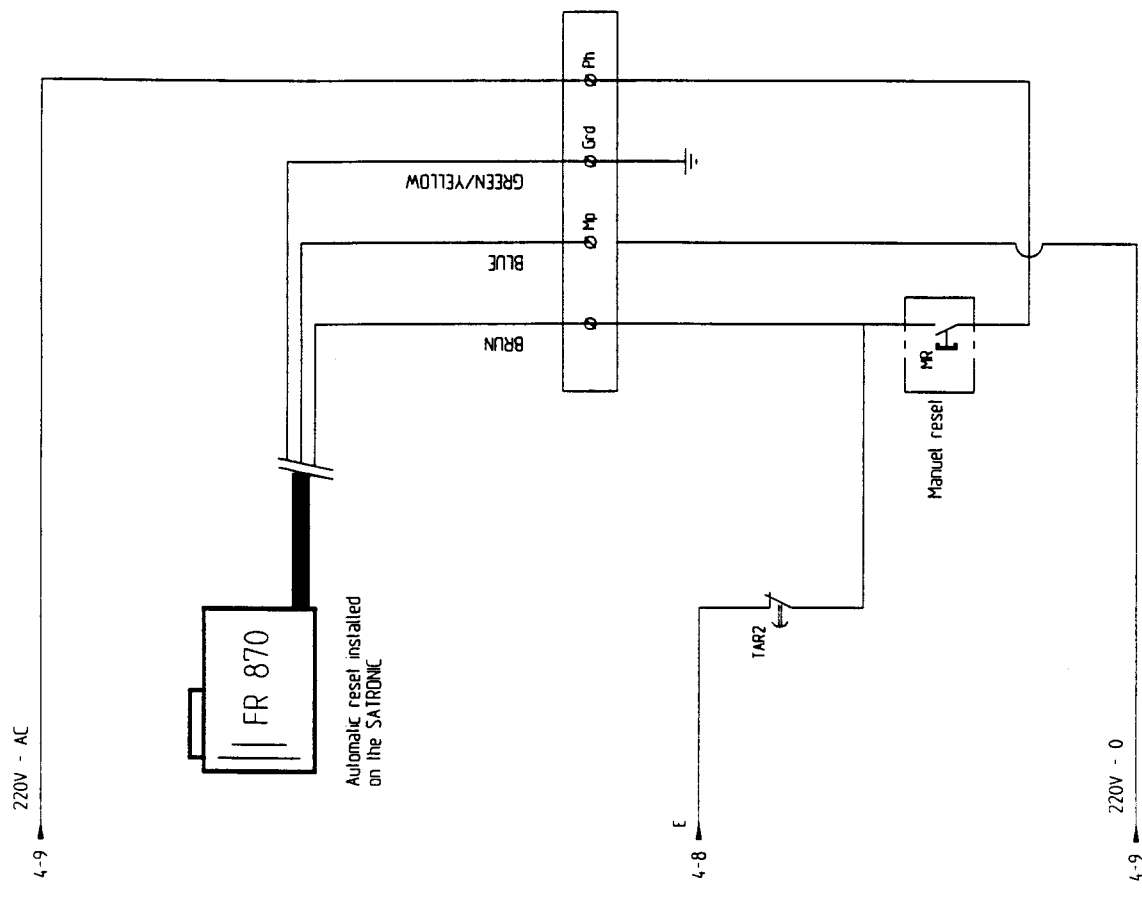 4-9
220V - AC
FR 870
Automatic reset installed
on the SATRONIC
GREEN/YELLOW
BLUE
BRUN
Ph
Grd
Mp
4-8
E
TAR2
MR
Manuel reset
4-9
220V - 0